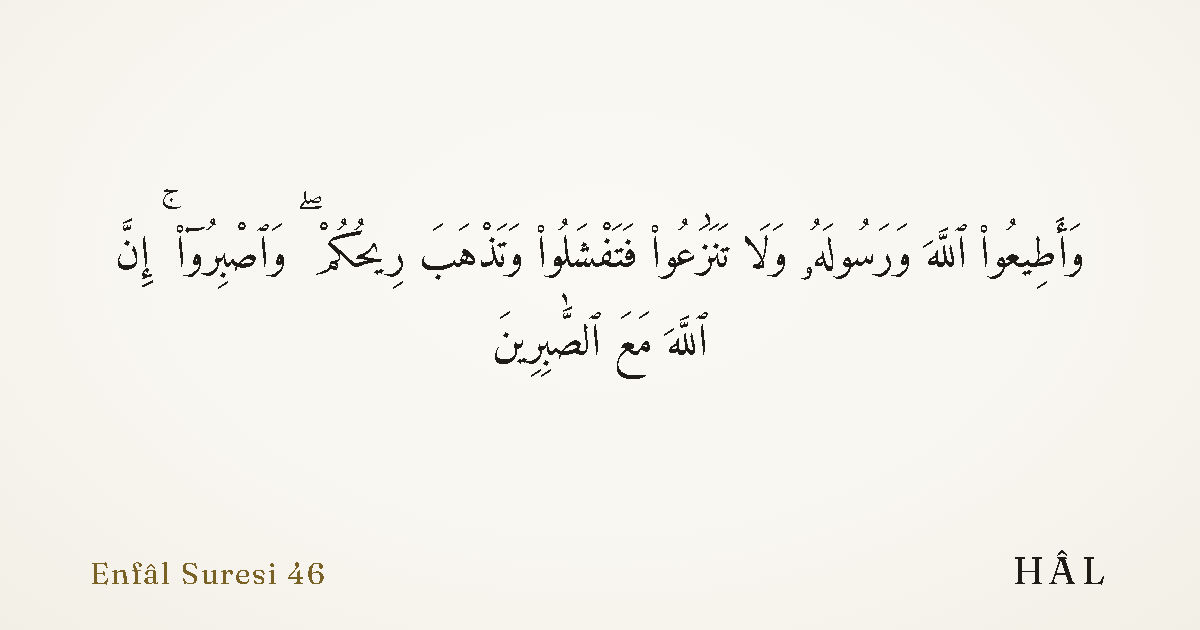 وَأَطِيعُوا۟ ٱللَّهَ وَرَسُولَهُۥ وَلَا تَنَـٰزَعُوا۟ فَتَفْشَلُوا۟ وَتَذْهَبَ رِيحُكُمْ ۖ وَٱصْبِرُوٓا۟ ۚ إِنَّ
ٱللَّهَ مَعَ ٱلصَّـٰبِرِينَ
Enfâl Suresi 46
HÂL